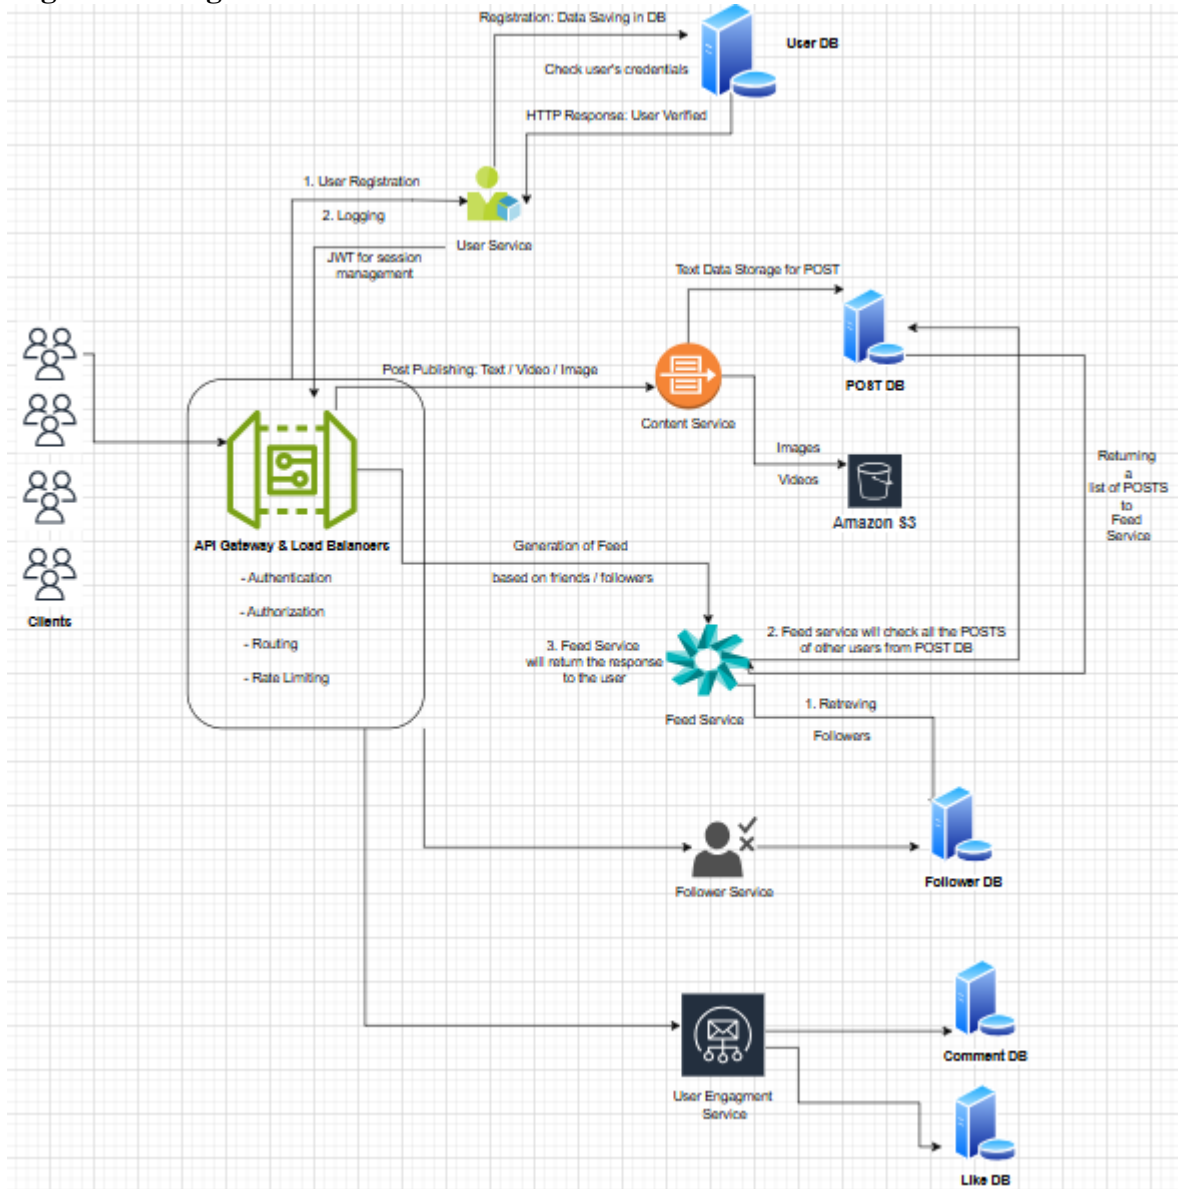 Registration: Data Saving in DB
User DB
Check user's credentials
HTTP Response: User Verified
1. User Registration
2. Logging
User Service
JWT for session
management
Text Data Storage for POST
POST DB
Post Publishing: Text / Video / Image
Content Service
Images
Videos
Amazon S3
Returning
a
list of POSTS
to
Feed
Service
API Gateway & Load Balancers
- Authentication
- Authorization
- Routing
- Rate Limiting
Clients
Generation of Feed
based on friends / followers
2. Feed service will check all the POSTS
of other users from POST DB
3. Feed Service
will return the response
to the user
Feed Service
1. Retreving
Followers
Follower Service
Follower DB
Comment DB
User Engagment
Service
Like DB